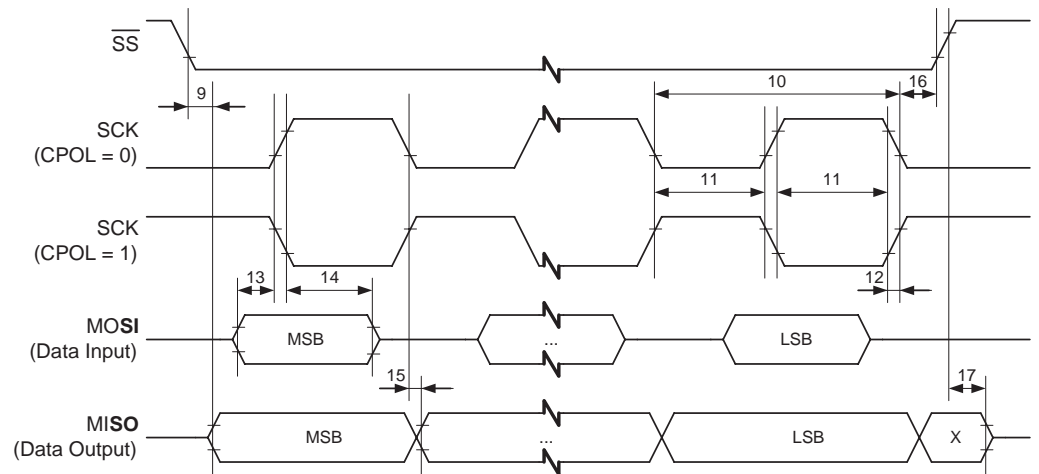 SS
10
16
9
SCK
(CPOL = 0)
11
11
SCK
(CPOL = 1)
13
14
12
MOSI
(Data Input)
MSB
...
LSB
15
17
MISO
(Data Output)
MSB
...
LSB
X